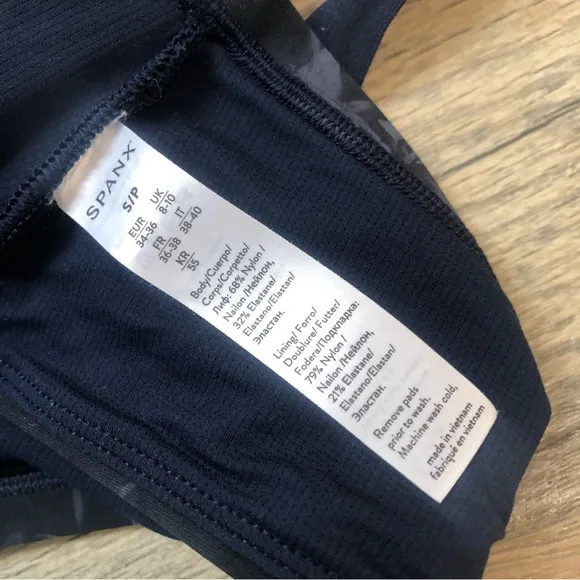 SPANX
S/P
EUR UK
34-36 8-10
FR IT
36-38 38-40
KR
55
Body/Cuerpo/
Corps/Corpetto/
Лиф: 68% Nylon/
Nailon /Нейлон,
32% Elastane/
Elastano/Elastan/
Эластан.
Lining/ Forro/
Doublure/ Futter/
Fodera/Подкладка:
79% Nylon /
Nailon /Нейлон,
21% Elastane/
Elastano/Elastan/
Эластан.
Remove pads
prior to wash.
Machine wash cold,
made in vietnam
fabriqué en vietnam